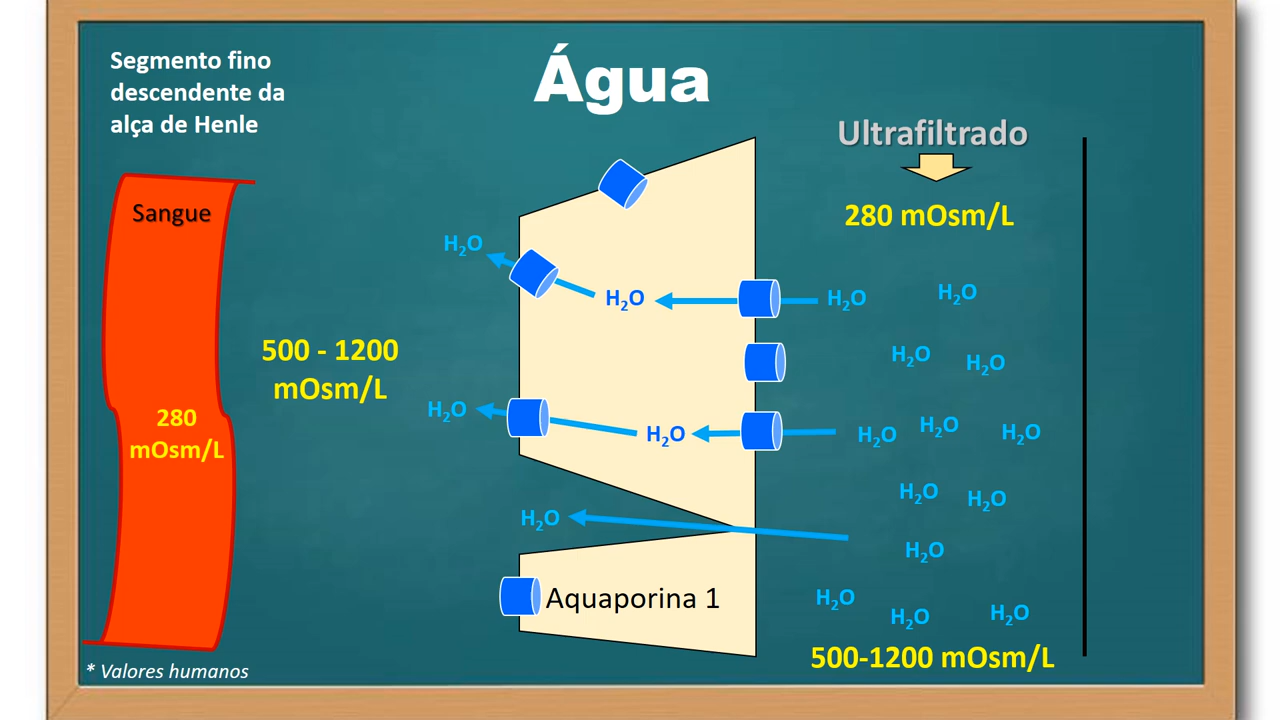 Segmento fino
descendente da
alça de Henle
Água
Ultrafiltrado
280 mOsm/L
Sangue
H₂O
H₂O
H₂O
H₂O
500 - 1200
mOsm/L
H₂O
H₂O
280
mOsm/L
H₂O
H₂O
H₂O
H₂O
H₂O
H₂O
H₂O
H₂O
H₂O
Aquaporina 1
H₂O
H₂O
H₂O
500-1200 mOsm/L
* Valores humanos